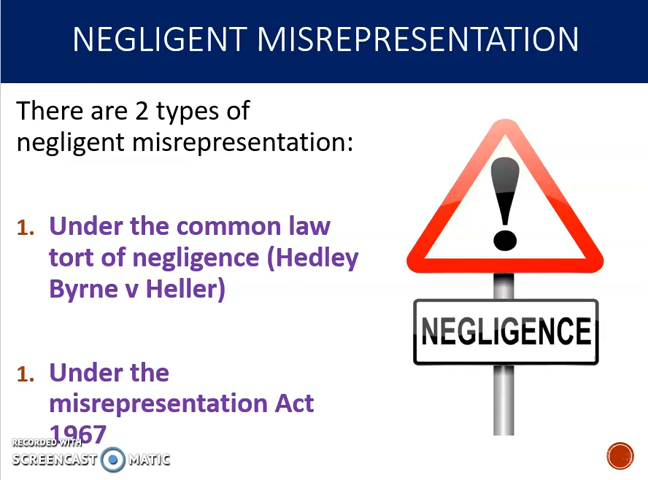 NEGLIGENT MISREPRESENTATION
There are 2 types of
negligent misrepresentation:
1. Under the common law
tort of negligence (Hedley
Byrne v Heller)
1. Under the
misrepresentation Act
1967
NEGLIGENCE
RECORDED WITH
SCREENCAST MATIC